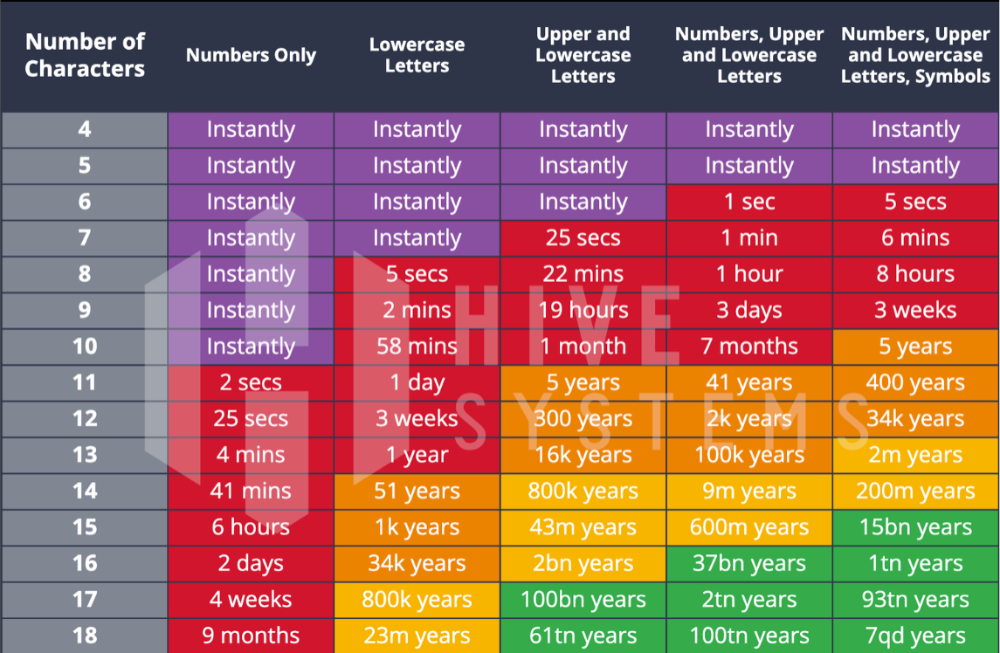 Number of Characters Numbers Only Lowercase Letters Upper and Lowercase Letters Numbers, Upper and Lowercase Letters Numbers, Upper and Lowercase Letters, Symbols
4 Instantly Instantly Instantly Instantly Instantly
5 Instantly Instantly Instantly Instantly Instantly
6 Instantly Instantly Instantly 1 sec 5 secs
7 Instantly Instantly 25 secs 1 min 6 mins
8 Instantly 5 secs 22 mins 1 hour 8 hours
9 Instantly 2 mins 19 hours 3 days 3 weeks
10 Instantly 58 mins 1 month 7 months 5 years
11 2 secs 1 day 5 years 41 years 400 years
12 25 secs 3 weeks 300 years 2k years 34k years
13 4 mins 1 year 16k years 100k years 2m years
14 41 mins 51 years 800k years 9m years 200m years
15 6 hours 1k years 43m years 600m years 15bn years
16 2 days 34k years 2bn years 37bn years 1tn years
17 4 weeks 800k years 100bn years 2tn years 93tn years
18 9 months 23m years 61tn years 100tn years 7qd years
HIVE
SYSTEMS